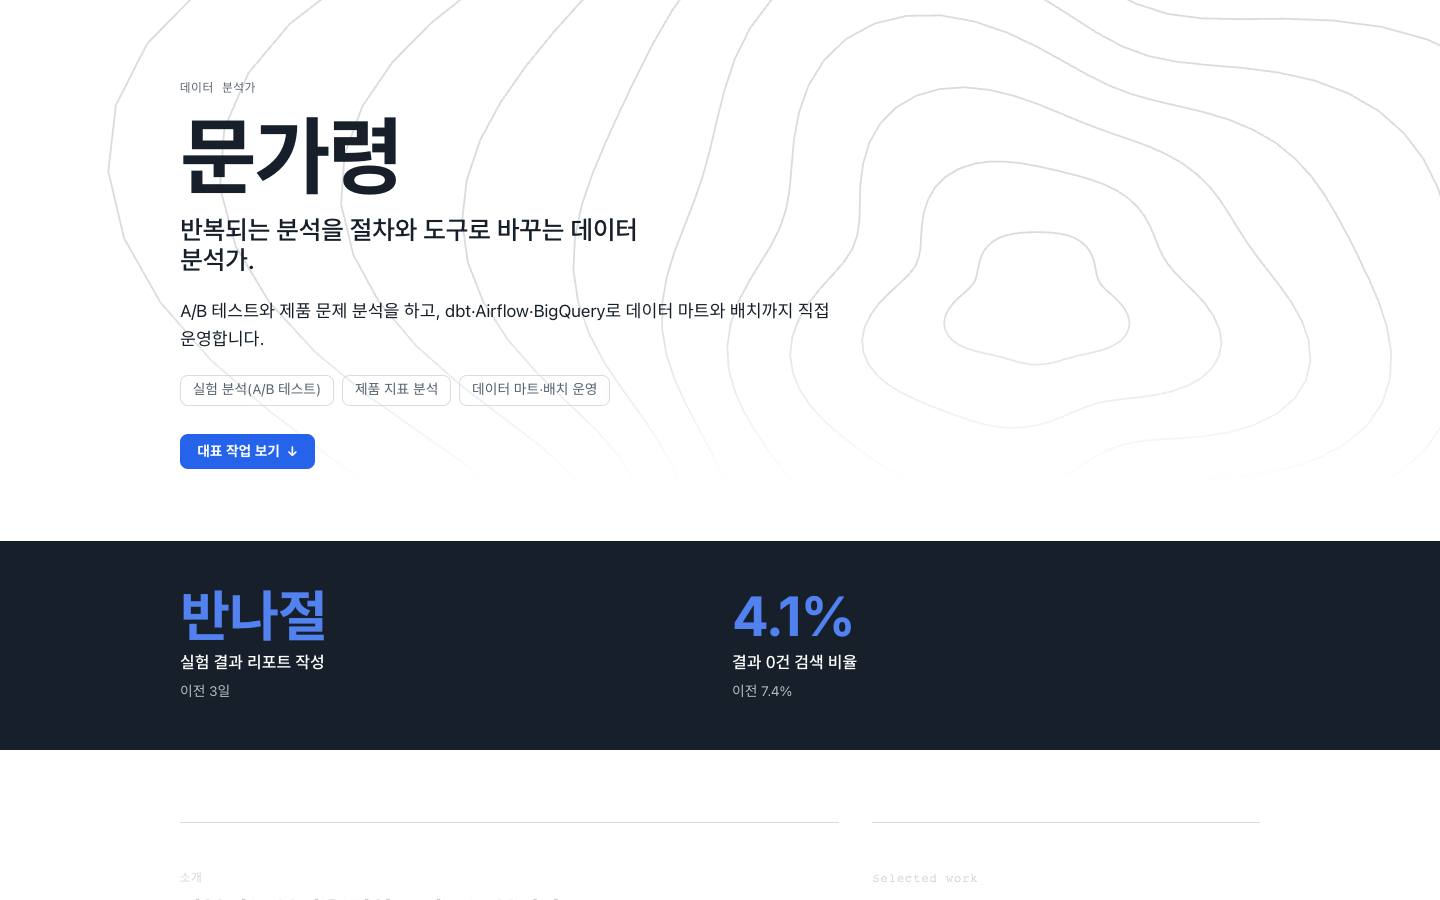 데이터 분석가
문가령
반복되는 분석을 절차와 도구로 바꾸는 데이터
분석가.
A/B 테스트와 제품 문제 분석을 하고, dbt·Airflow·BigQuery로 데이터 마트와 배치까지 직접
운영합니다.
실험 분석(A/B 테스트)
제품 지표 분석
데이터 마트·배치 운영
대표 작업 보기 ↓
반나절
실험 결과 리포트 작성
이전 3일
4.1%
결과 0건 검색 비율
이전 7.4%
소개
Selected work